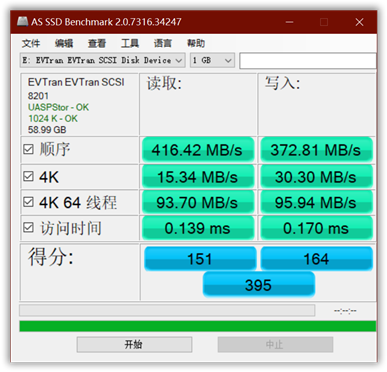 AS SSD Benchmark 2.0.7316.34247
文件 编辑 查看 工具 语言 帮助
E: EVTran EVTran SCSI Disk Device 1 GB
EVTran EVTran SCSI 读取: 写入:
8201
UASPStor - OK
1024 K - OK
58.99 GB
顺序 416.42 MB/s 372.81 MB/s
4K 15.34 MB/s 30.30 MB/s
4K 64 线程 93.70 MB/s 95.94 MB/s
访问时间 0.139 ms 0.170 ms
得分: 151 164
395
--:--:--
开始 中止